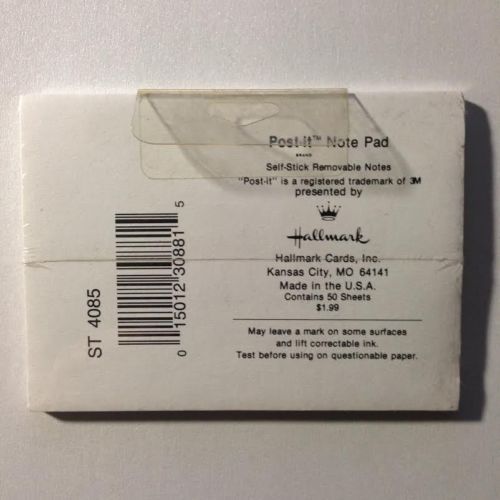 Post-it™ Note Pad
BRAND
Self-Stick Removable Notes
"Post-it" is a registered trademark of 3M
presented by
Hallmark
Hallmark Cards, Inc.
Kansas City, MO 64141
Made in the U.S.A.
Contains 50 Sheets
$1.99
May leave a mark on some surfaces
and lift correctable ink.
Test before using on questionable paper.
ST 4085
0 15012 30881 5